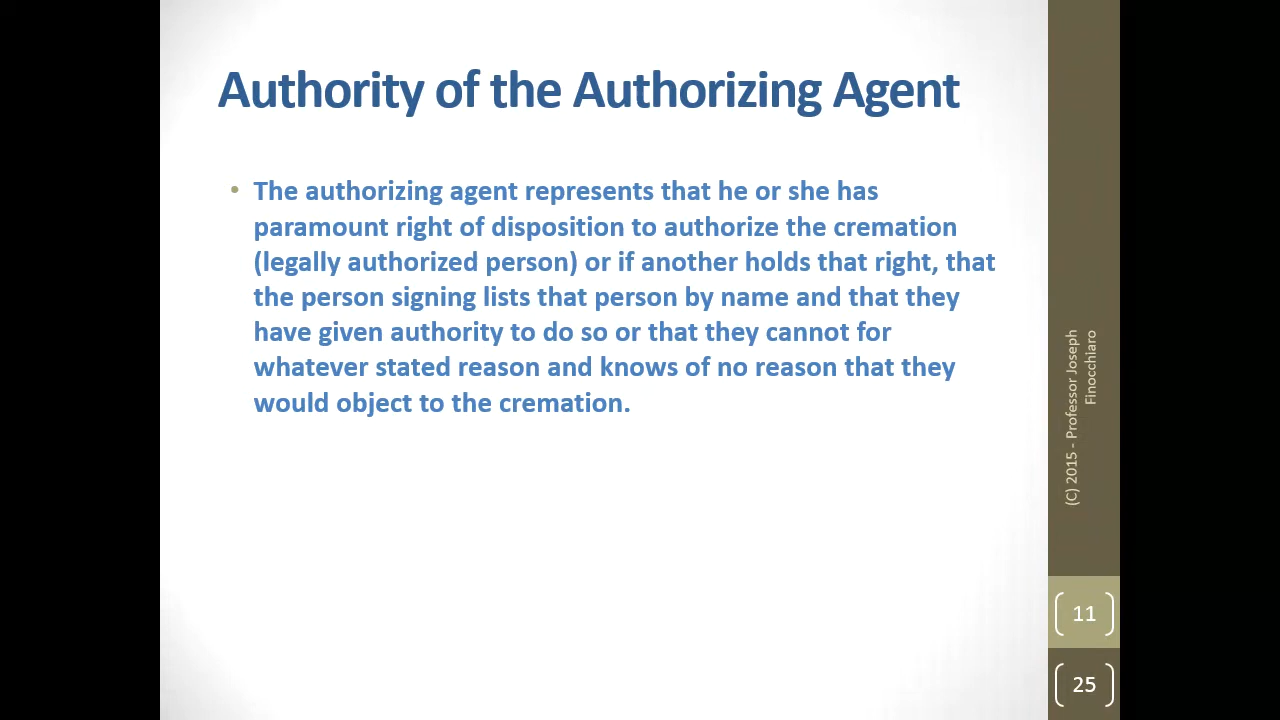 Authority of the Authorizing Agent
• The authorizing agent represents that he or she has
paramount right of disposition to authorize the cremation
(legally authorized person) or if another holds that right, that
the person signing lists that person by name and that they
have given authority to do so or that they cannot for
whatever stated reason and knows of no reason that they
would object to the cremation.
(C) 2015 - Professor Joseph
Finocchiaro
11
25